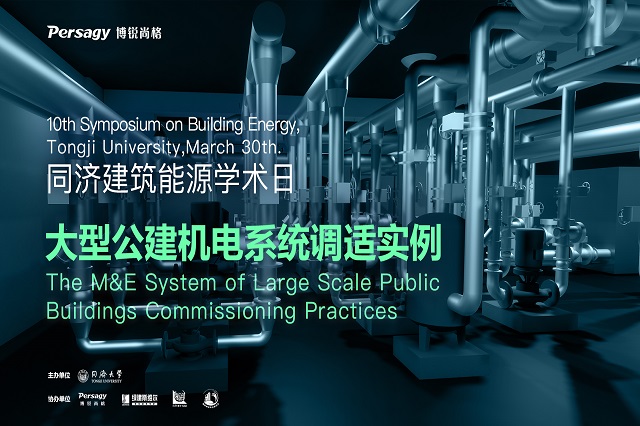 Persagy 博锐尚格
10th Symposium on Building Energy,
Tongji University,March 30th.
同济建筑能源学术日
大型公建机电系统调适实例
The M&E System of Large Scale Public
Buildings Commissioning Practices
主办单位 同济大学
TONGJI UNIVERSITY
协办单位 Persagy
博锐尚格